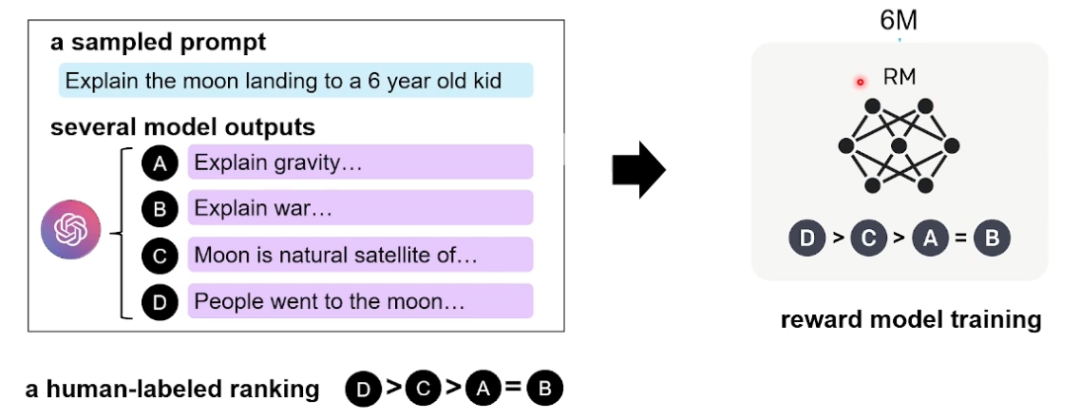 a sampled prompt
Explain the moon landing to a 6 year old kid
several model outputs
A Explain gravity…
B Explain war…
C Moon is natural satellite of…
D People went to the moon…
a human-labeled ranking D>C>A=B
6M
RM
D>C>A=B
reward model training